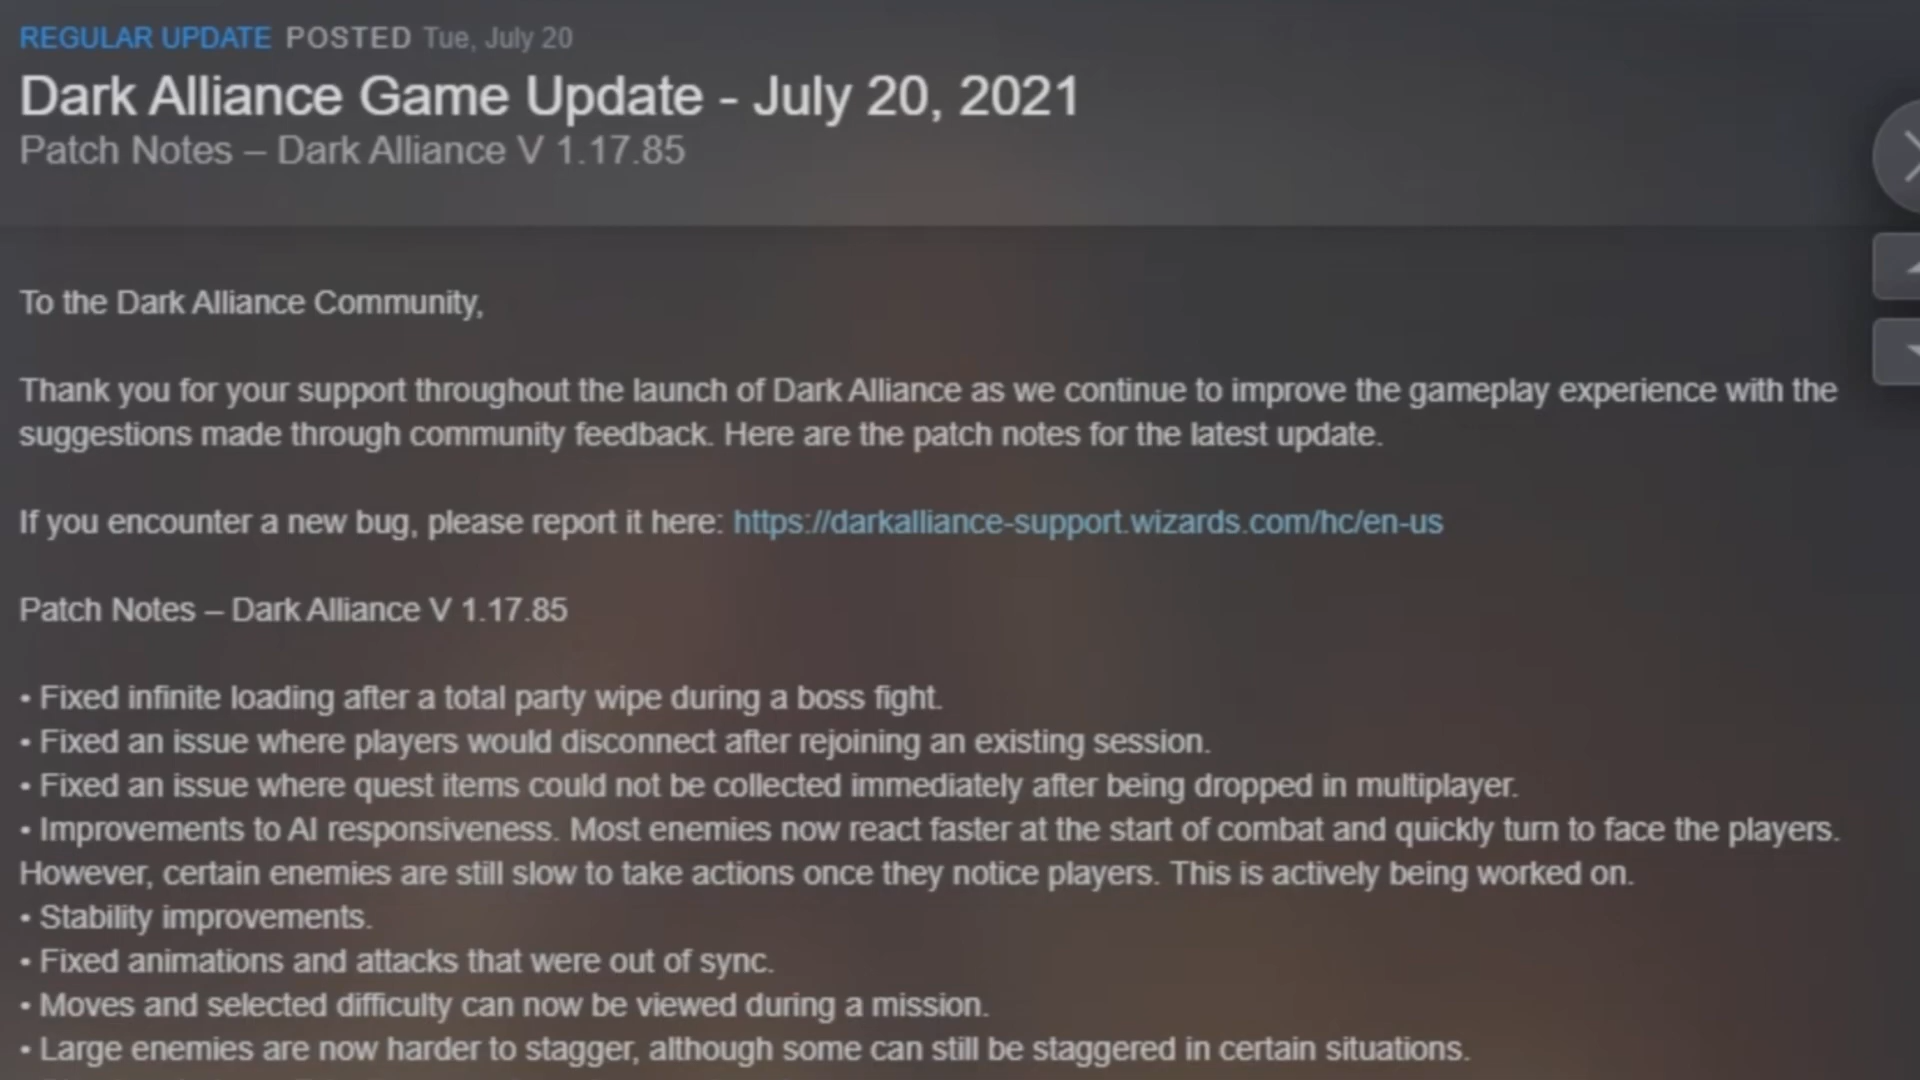 REGULAR UPDATE POSTED Tue, July 20
Dark Alliance Game Update - July 20, 2021
Patch Notes – Dark Alliance V 1.17.85
To the Dark Alliance Community,
Thank you for your support throughout the launch of Dark Alliance as we continue to improve the gameplay experience with the
suggestions made through community feedback. Here are the patch notes for the latest update.
If you encounter a new bug, please report it here: https://darkalliance-support.wizards.com/hc/en-us
Patch Notes – Dark Alliance V 1.17.85
• Fixed infinite loading after a total party wipe during a boss fight.
• Fixed an issue where players would disconnect after rejoining an existing session.
• Fixed an issue where quest items could not be collected immediately after being dropped in multiplayer.
• Improvements to AI responsiveness. Most enemies now react faster at the start of combat and quickly turn to face the players.
However, certain enemies are still slow to take actions once they notice players. This is actively being worked on.
• Stability improvements.
• Fixed animations and attacks that were out of sync.
• Moves and selected difficulty can now be viewed during a mission.
• Large enemies are now harder to stagger, although some can still be staggered in certain situations.